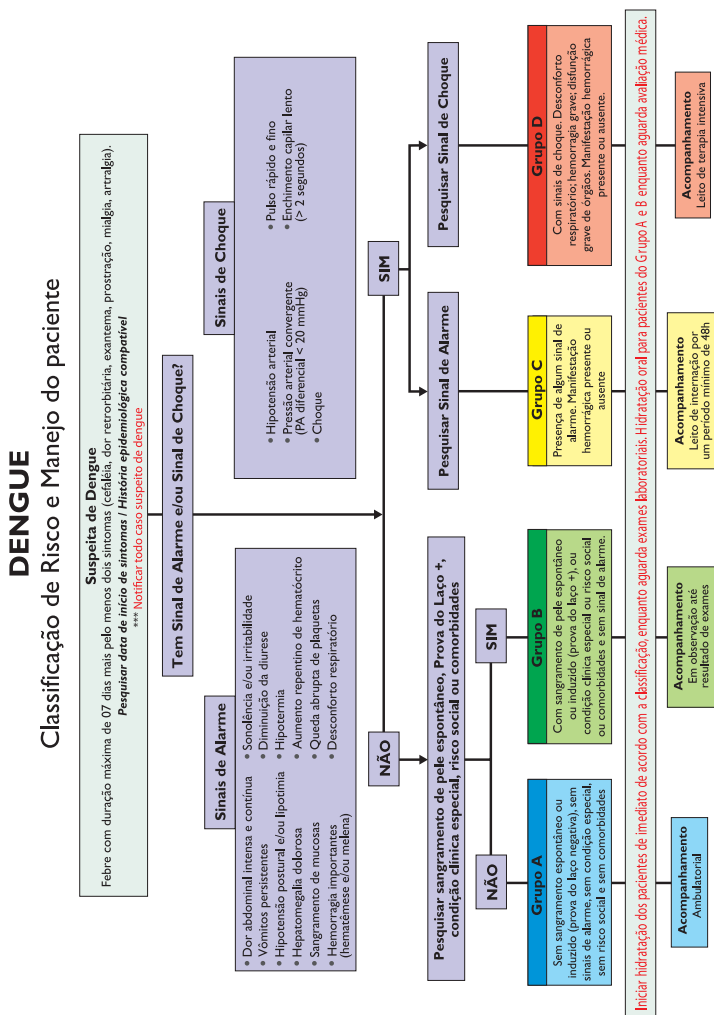 DENGUE
Classificação de Risco e Manejo do paciente
Suspeita de Dengue
Febre com duração máxima de 07 dias mais pelo menos dois sintomas (cefaléia, dor retrorbitária, exantema, prostração, mialgia, artralgia).
Pesquisar data de início de sintomas / História epidemiológica compatível
*** Notificar todo caso suspeito de dengue
Tem Sinal de Alarme e/ou Sinal de Choque?
Sinais de Alarme
• Dor abdominal intensa e contínua
• Vômitos persistentes
• Hipotensão postural e/ou lipotímia
• Hepatomegalia dolorosa
• Sangramento de mucosas
• Hemorragia importantes
(hematêmese e/ou melena)
• Sonolência e/ou irritabilidade
• Diminuição da diurese
• Hipotermia
• Aumento repentino de hematócrito
• Queda abrupta de plaquetas
• Desconforto respiratório
Sinais de Choque
• Hipotensão arterial
• Pressão arterial convergente
(PA diferencial < 20 mmHg)
• Choque
• Pulso rápido e fino
• Enchimento capilar lento
(> 2 segundos)
NÃO
SIM
Pesquisar sangramento de pele espontâneo, Prova do Laço +,
condição clínica especial, risco social ou comorbidades
Pesquisar Sinal de Alarme
Pesquisar Sinal de Choque
NÃO
SIM
Grupo A
Sem sangramento espontâneo ou
induzido (prova do laço negativa), sem
sinais de alarme, sem condição especial,
sem risco social e sem comorbidades
Grupo B
Com sangramento de pele espontâneo
ou induzido (prova do laço +), ou
condição clínica especial ou risco social
ou comorbidades e sem sinal de alarme.
Grupo C
Presença de algum sinal de
alarme. Manifestação
hemorrágica presente ou
ausente
Grupo D
Com sinais de choque. Desconforto
respiratório; hemorragia grave; disfunção
grave de órgãos. Manifestação hemorrágica
presente ou ausente.
Iniciar hidratação dos pacientes de imediato de acordo com a classificação, enquanto aguarda exames laboratoriais. Hidratação oral para pacientes do Grupo A e B enquanto aguarda avaliação médica.
Acompanhamento
Ambulatorial
Acompanhamento
Em observação até
resultado de exames
Acompanhamento
Leito de internação por
um período mínimo de 48h
Acompanhamento
Leito de terapia intensiva